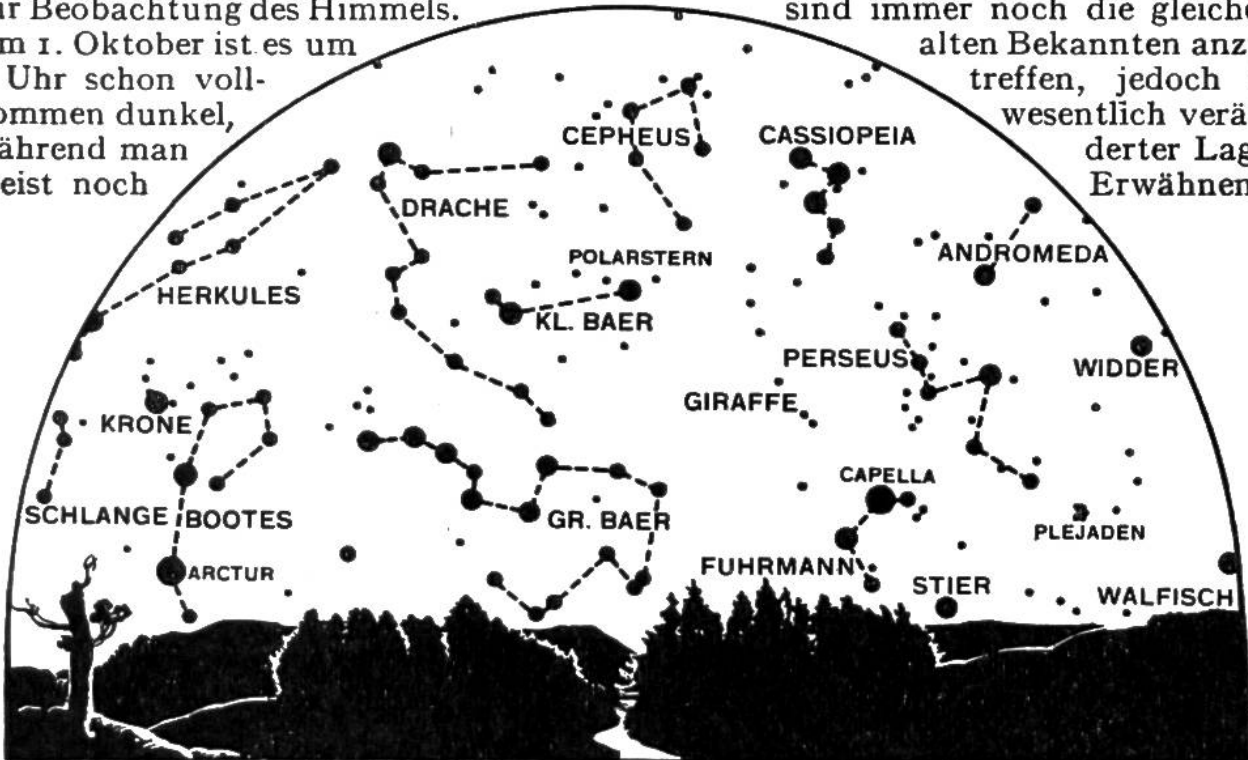 r Beobachtung des Himmels.
m 1. Oktober ist es um
Uhr schon voll-
ommen dunkel,
ährend man
eist noch
sind immer noch die gleiche
alten Bekannten anz
treffen, jedoch
wesentlich verä
derter Lag
Erwähnen
CEPHEUS
CASSIOPEIA
DRACHE
POLARSTERN
ANDROMEDA
HERKULES
KL. BAER
PERSEUS
WIDDER
GIRAFFE
KRONE
CAPELLA
SCHLANGE
BOOTES
GR. BAER
PLEJADEN
ARCTUR
FUHRMANN
STIER
WALFISCH